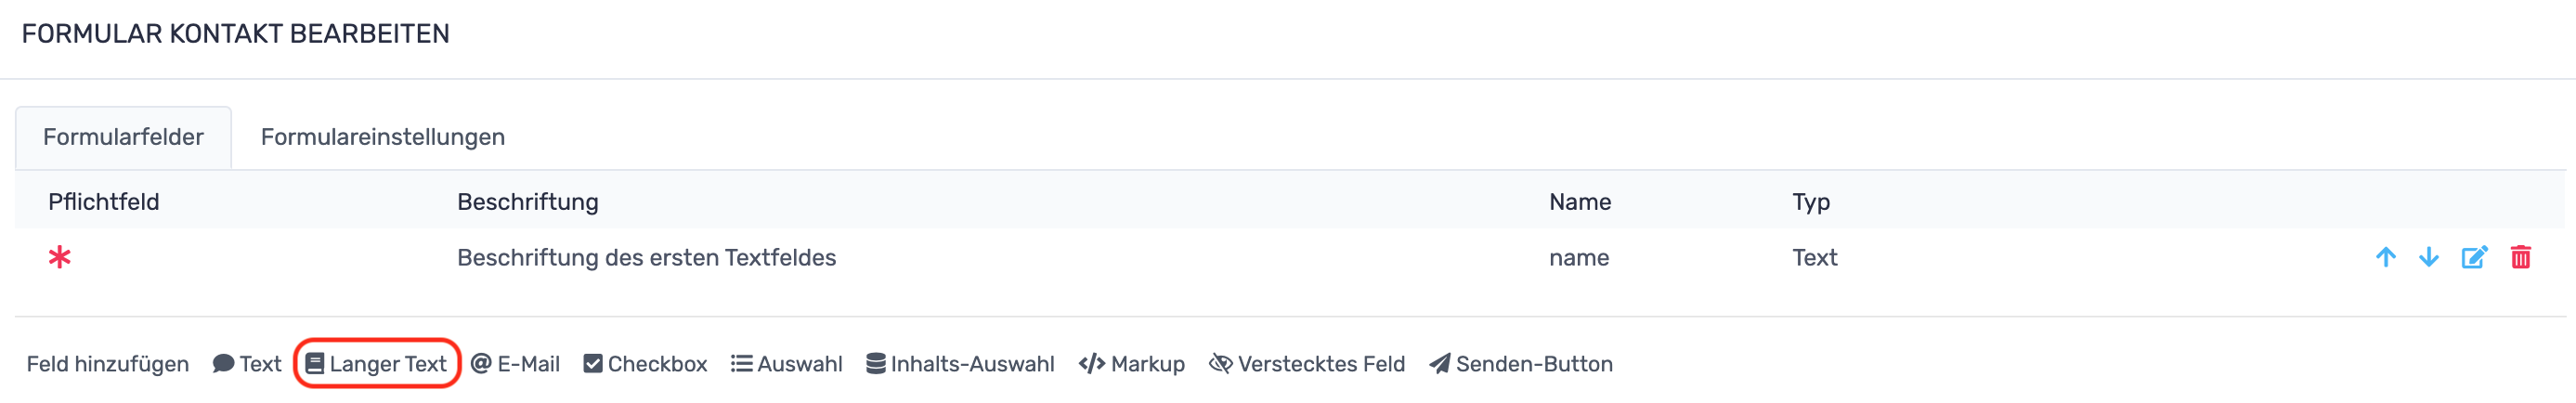 FORMULAR KONTAKT BEARBEITEN
Formularfelder Formulareinstellungen
Pflichtfeld Beschriftung Name Typ
Beschriftung des ersten Textfeldes name Text
Feld hinzufügen Text Langer Text E-Mail Checkbox Auswahl Inhalts-Auswahl Markup Verstecktes Feld Senden-Button